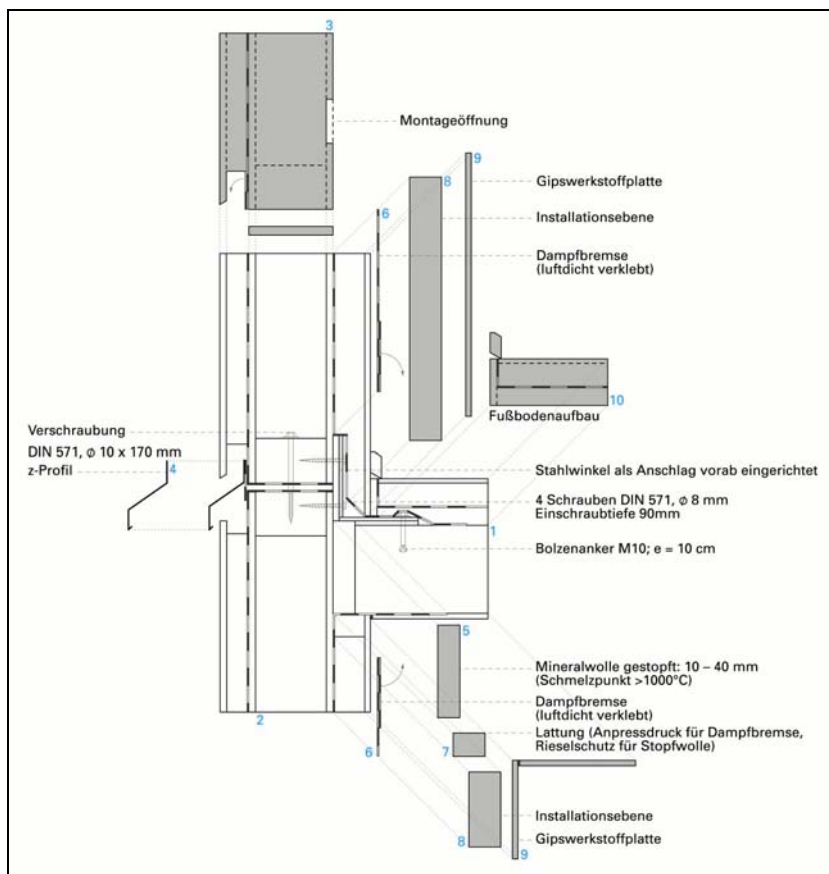 3
Montageöffnung
9
8
Gipswerkstoffplatte
6
Installationsebene
Dampfbremse
(luftdicht verklebt)
10
Fußbodenaufbau
Verschraubung
DIN 571, ϕ 10 x 170 mm
z-Profil
4
Stahlwinkel als Anschlag vorab eingerichtet
4 Schrauben DIN 571, ϕ 8 mm
Einschraubtiefe 90mm
1
Bolzenanker M10; e = 10 cm
5
Mineralwolle gestopft: 10 – 40 mm
(Schmelzpunkt >1000°C)
Dampfbremse
(luftdicht verklebt)
2
Lattung (Anpressdruck für Dampfbremse,
Rieselschutz für Stopfwolle)
6
7
Installationsebene
8
Gipswerkstoffplatte
9